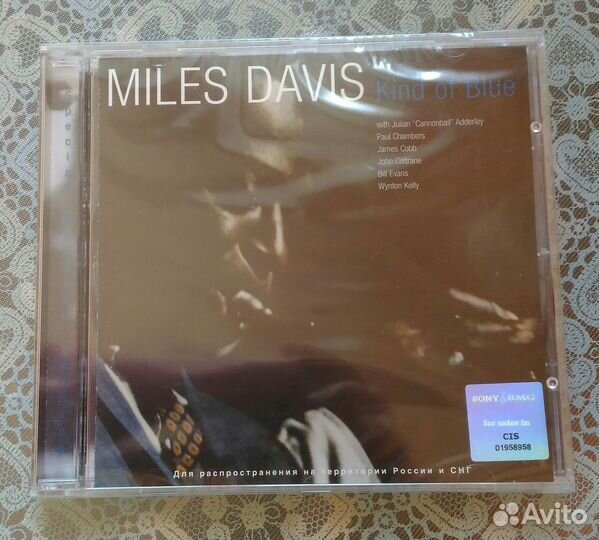 MILES DAVIS Kind of Blue
with Julian "Cannonball" Adderley
Paul Chambers
James Cobb
John Coltrane
Bill Evans
Wynton Kelly
SONY BMG
for sales in
CIS
01958958
Для распространения на территории России и СНГ
Avito